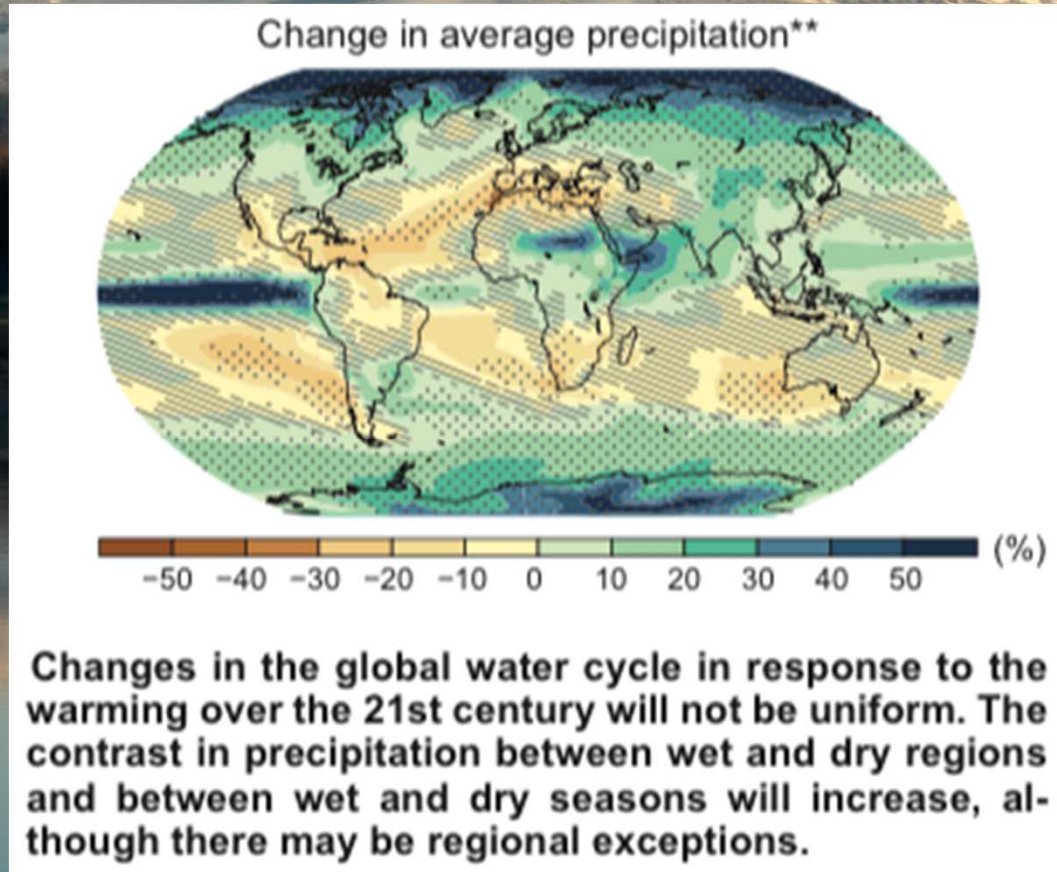 Change in average precipitation**
(%)
−50 −40 −30 −20 −10 0 10 20 30 40 50
Changes in the global water cycle in response to the
warming over the 21st century will not be uniform. The
contrast in precipitation between wet and dry regions
and between wet and dry seasons will increase, al-
though there may be regional exceptions.